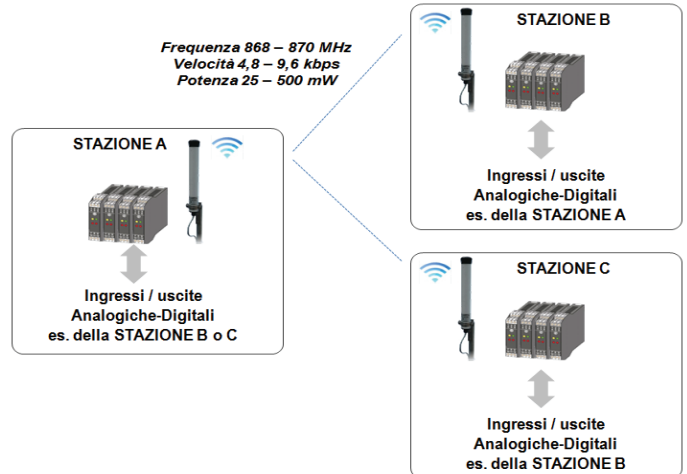 Frequenza 868 – 870 MHz
Velocità 4,8 – 9,6 kbps
Potenza 25 – 500 mW
STAZIONE A
Ingressi / uscite
Analogiche-Digitali
es. della STAZIONE B o C
STAZIONE B
Ingressi / uscite
Analogiche-Digitali
es. della STAZIONE A
STAZIONE C
Ingressi / uscite
Analogiche-Digitali
es. della STAZIONE B